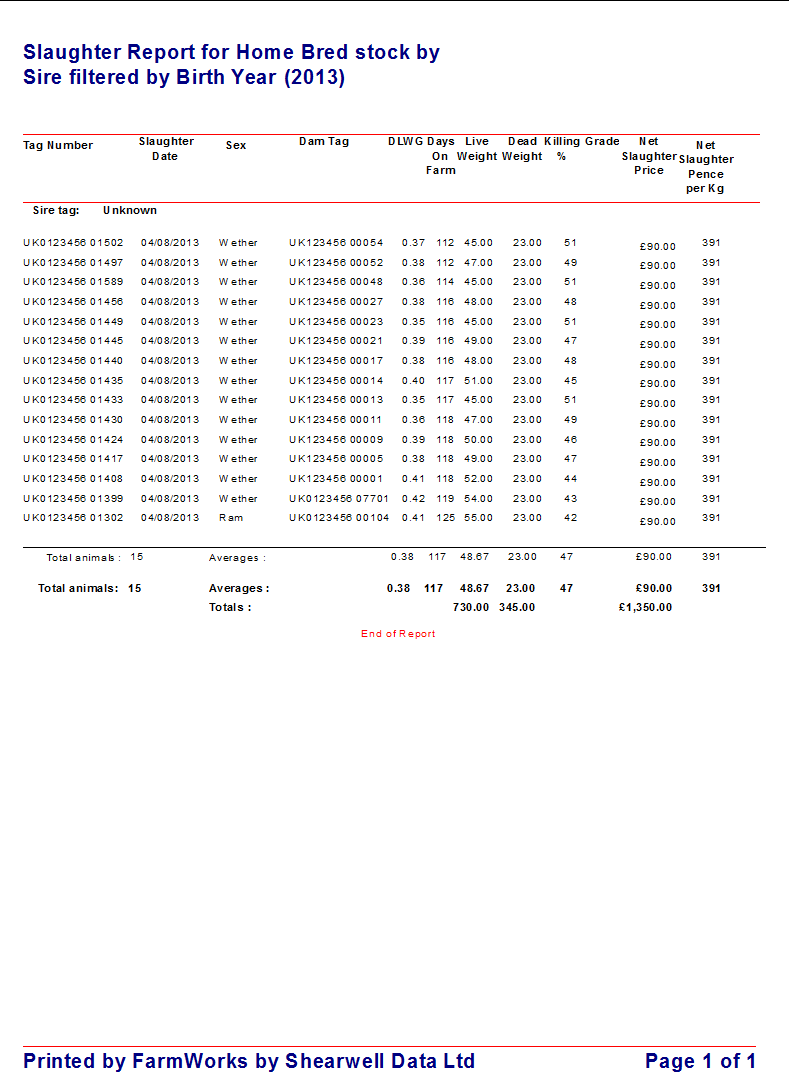 Slaughter Report for Home Bred stock by
Sire filtered by Birth Year (2013)
Tag Number Slaughter Date Sex Dam Tag DLWG Days On Farm Live Weight Dead Weight Killing % Grade Net Slaughter Price Net Slaughter Pence per Kg
Sire tag: Unknown
UK0123456 01502 04/08/2013 Wether UK123456 00054 0.37 112 45.00 23.00 51 £90.00 391
UK0123456 01497 04/08/2013 Wether UK123456 00052 0.38 112 47.00 23.00 49 £90.00 391
UK0123456 01589 04/08/2013 Wether UK123456 00048 0.36 114 45.00 23.00 51 £90.00 391
UK0123456 01456 04/08/2013 Wether UK123456 00027 0.38 116 48.00 23.00 48 £90.00 391
UK0123456 01449 04/08/2013 Wether UK123456 00023 0.35 116 45.00 23.00 51 £90.00 391
UK0123456 01445 04/08/2013 Wether UK123456 00021 0.39 116 49.00 23.00 47 £90.00 391
UK0123456 01440 04/08/2013 Wether UK123456 00017 0.38 116 48.00 23.00 48 £90.00 391
UK0123456 01435 04/08/2013 Wether UK123456 00014 0.40 117 51.00 23.00 45 £90.00 391
UK0123456 01433 04/08/2013 Wether UK123456 00013 0.35 117 45.00 23.00 51 £90.00 391
UK0123456 01430 04/08/2013 Wether UK123456 00011 0.36 118 47.00 23.00 49 £90.00 391
UK0123456 01424 04/08/2013 Wether UK123456 00009 0.39 118 50.00 23.00 46 £90.00 391
UK0123456 01417 04/08/2013 Wether UK123456 00005 0.38 118 49.00 23.00 47 £90.00 391
UK0123456 01408 04/08/2013 Wether UK123456 00001 0.41 118 52.00 23.00 44 £90.00 391
UK0123456 01399 04/08/2013 Wether UK0123456 07701 0.42 119 54.00 23.00 43 £90.00 391
UK0123456 01302 04/08/2013 Ram UK0123456 00104 0.41 125 55.00 23.00 42 £90.00 391
Total animals : 15 Averages : 0.38 117 48.67 23.00 47 £90.00 391
Total animals: 15 Averages : 0.38 117 48.67 23.00 47 £90.00 391
Totals : 730.00 345.00 £1,350.00
End of Report
Printed by FarmWorks by Shearwell Data Ltd Page 1 of 1